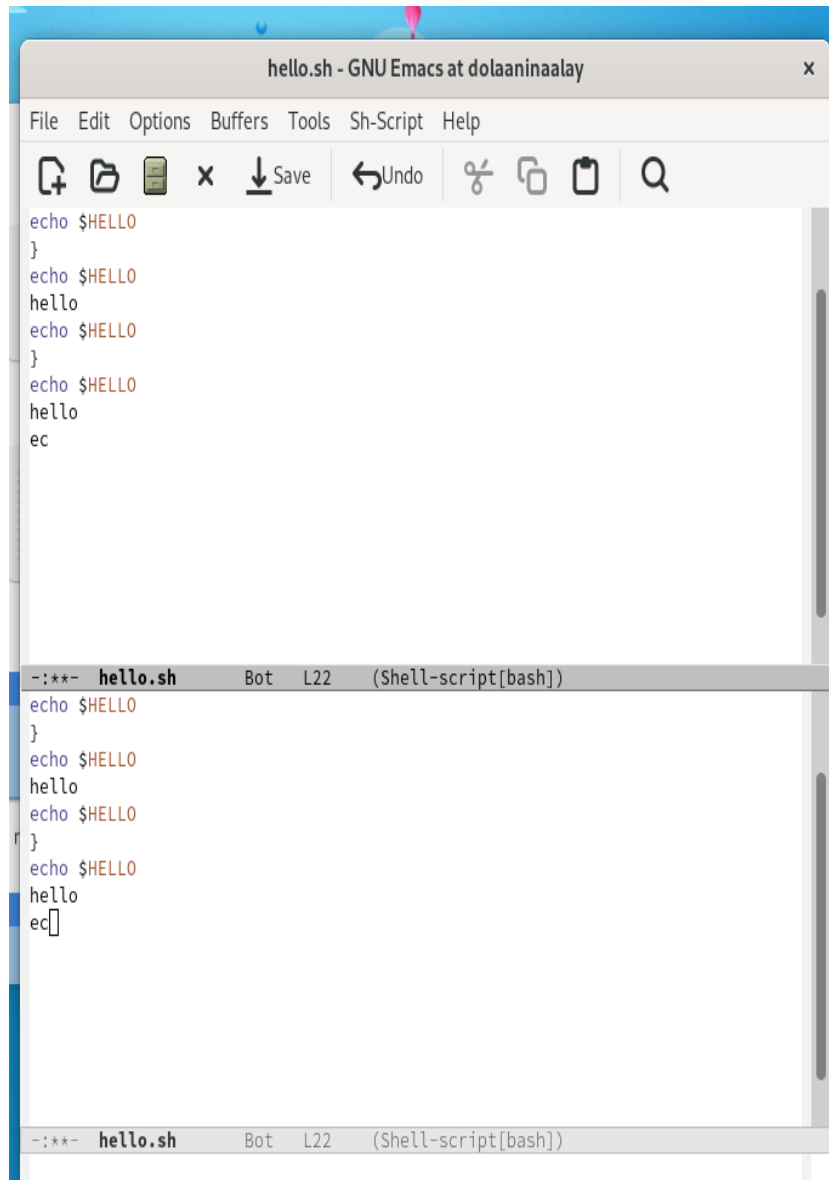 hello.sh - GNU Emacs at dolaaninaalay
File Edit Options Buffers Tools Sh-Script Help
Save Undo
echo $HELLO
}
echo $HELLO
hello
echo $HELLO
}
echo $HELLO
hello
ec
-:**- hello.sh Bot L22 (Shell-script[bash])
echo $HELLO
}
echo $HELLO
hello
echo $HELLO
}
echo $HELLO
hello
ec
-:**- hello.sh Bot L22 (Shell-script[bash])